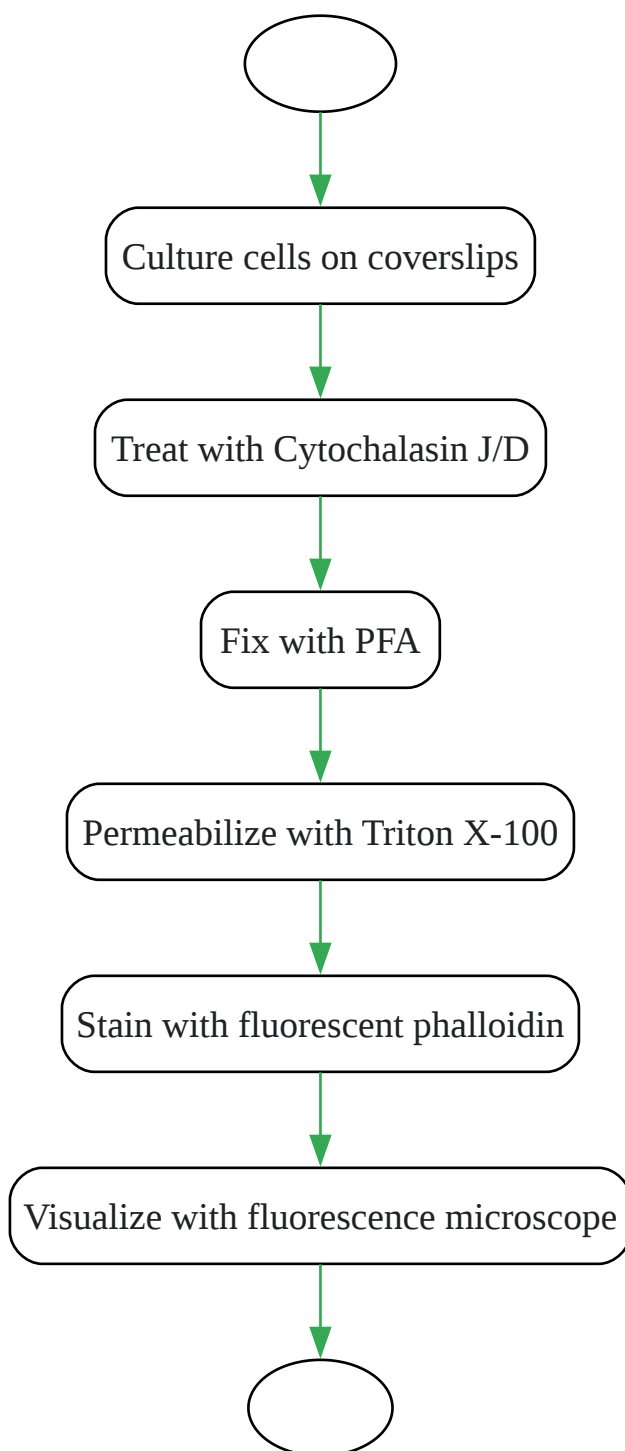 Culture cells on coverslips
Treat with Cytochalasin J/D
Fix with PFA
Permeabilize with Triton X-100
Stain with fluorescent phalloidin
Visualize with fluorescence microscope